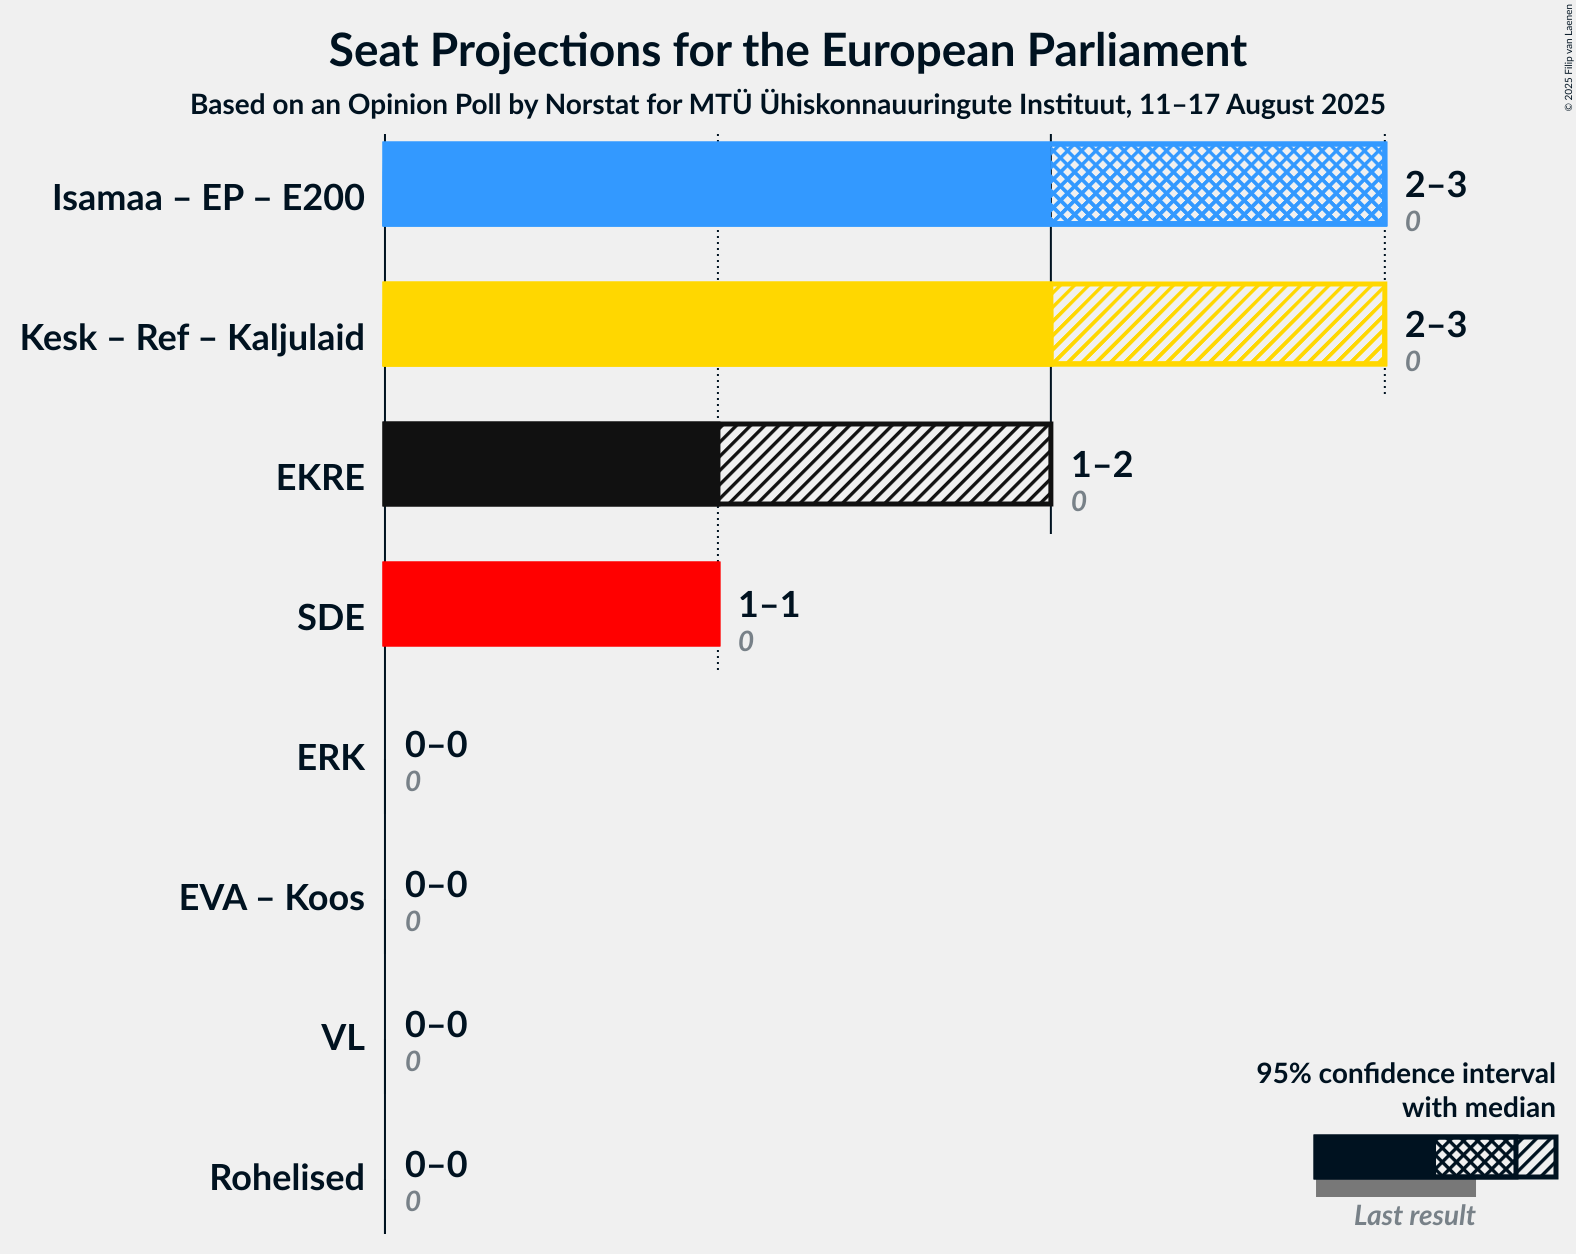 Seat Projections for the European Parliament
Based on an Opinion Poll by Norstat for MTÜ Ühiskonnauuringute Instituut, 11–17 August 2025
© 2025 Filip van Laenen
Isamaa – EP – E200
2–3
0
Kesk – Ref – Kaljulaid
2–3
0
EKRE
1–2
0
SDE
1–1
0
ERK
0–0
0
EVA – Koos
0–0
0
VL
0–0
0
Rohelised
0–0
0
95% confidence interval
with median
Last result